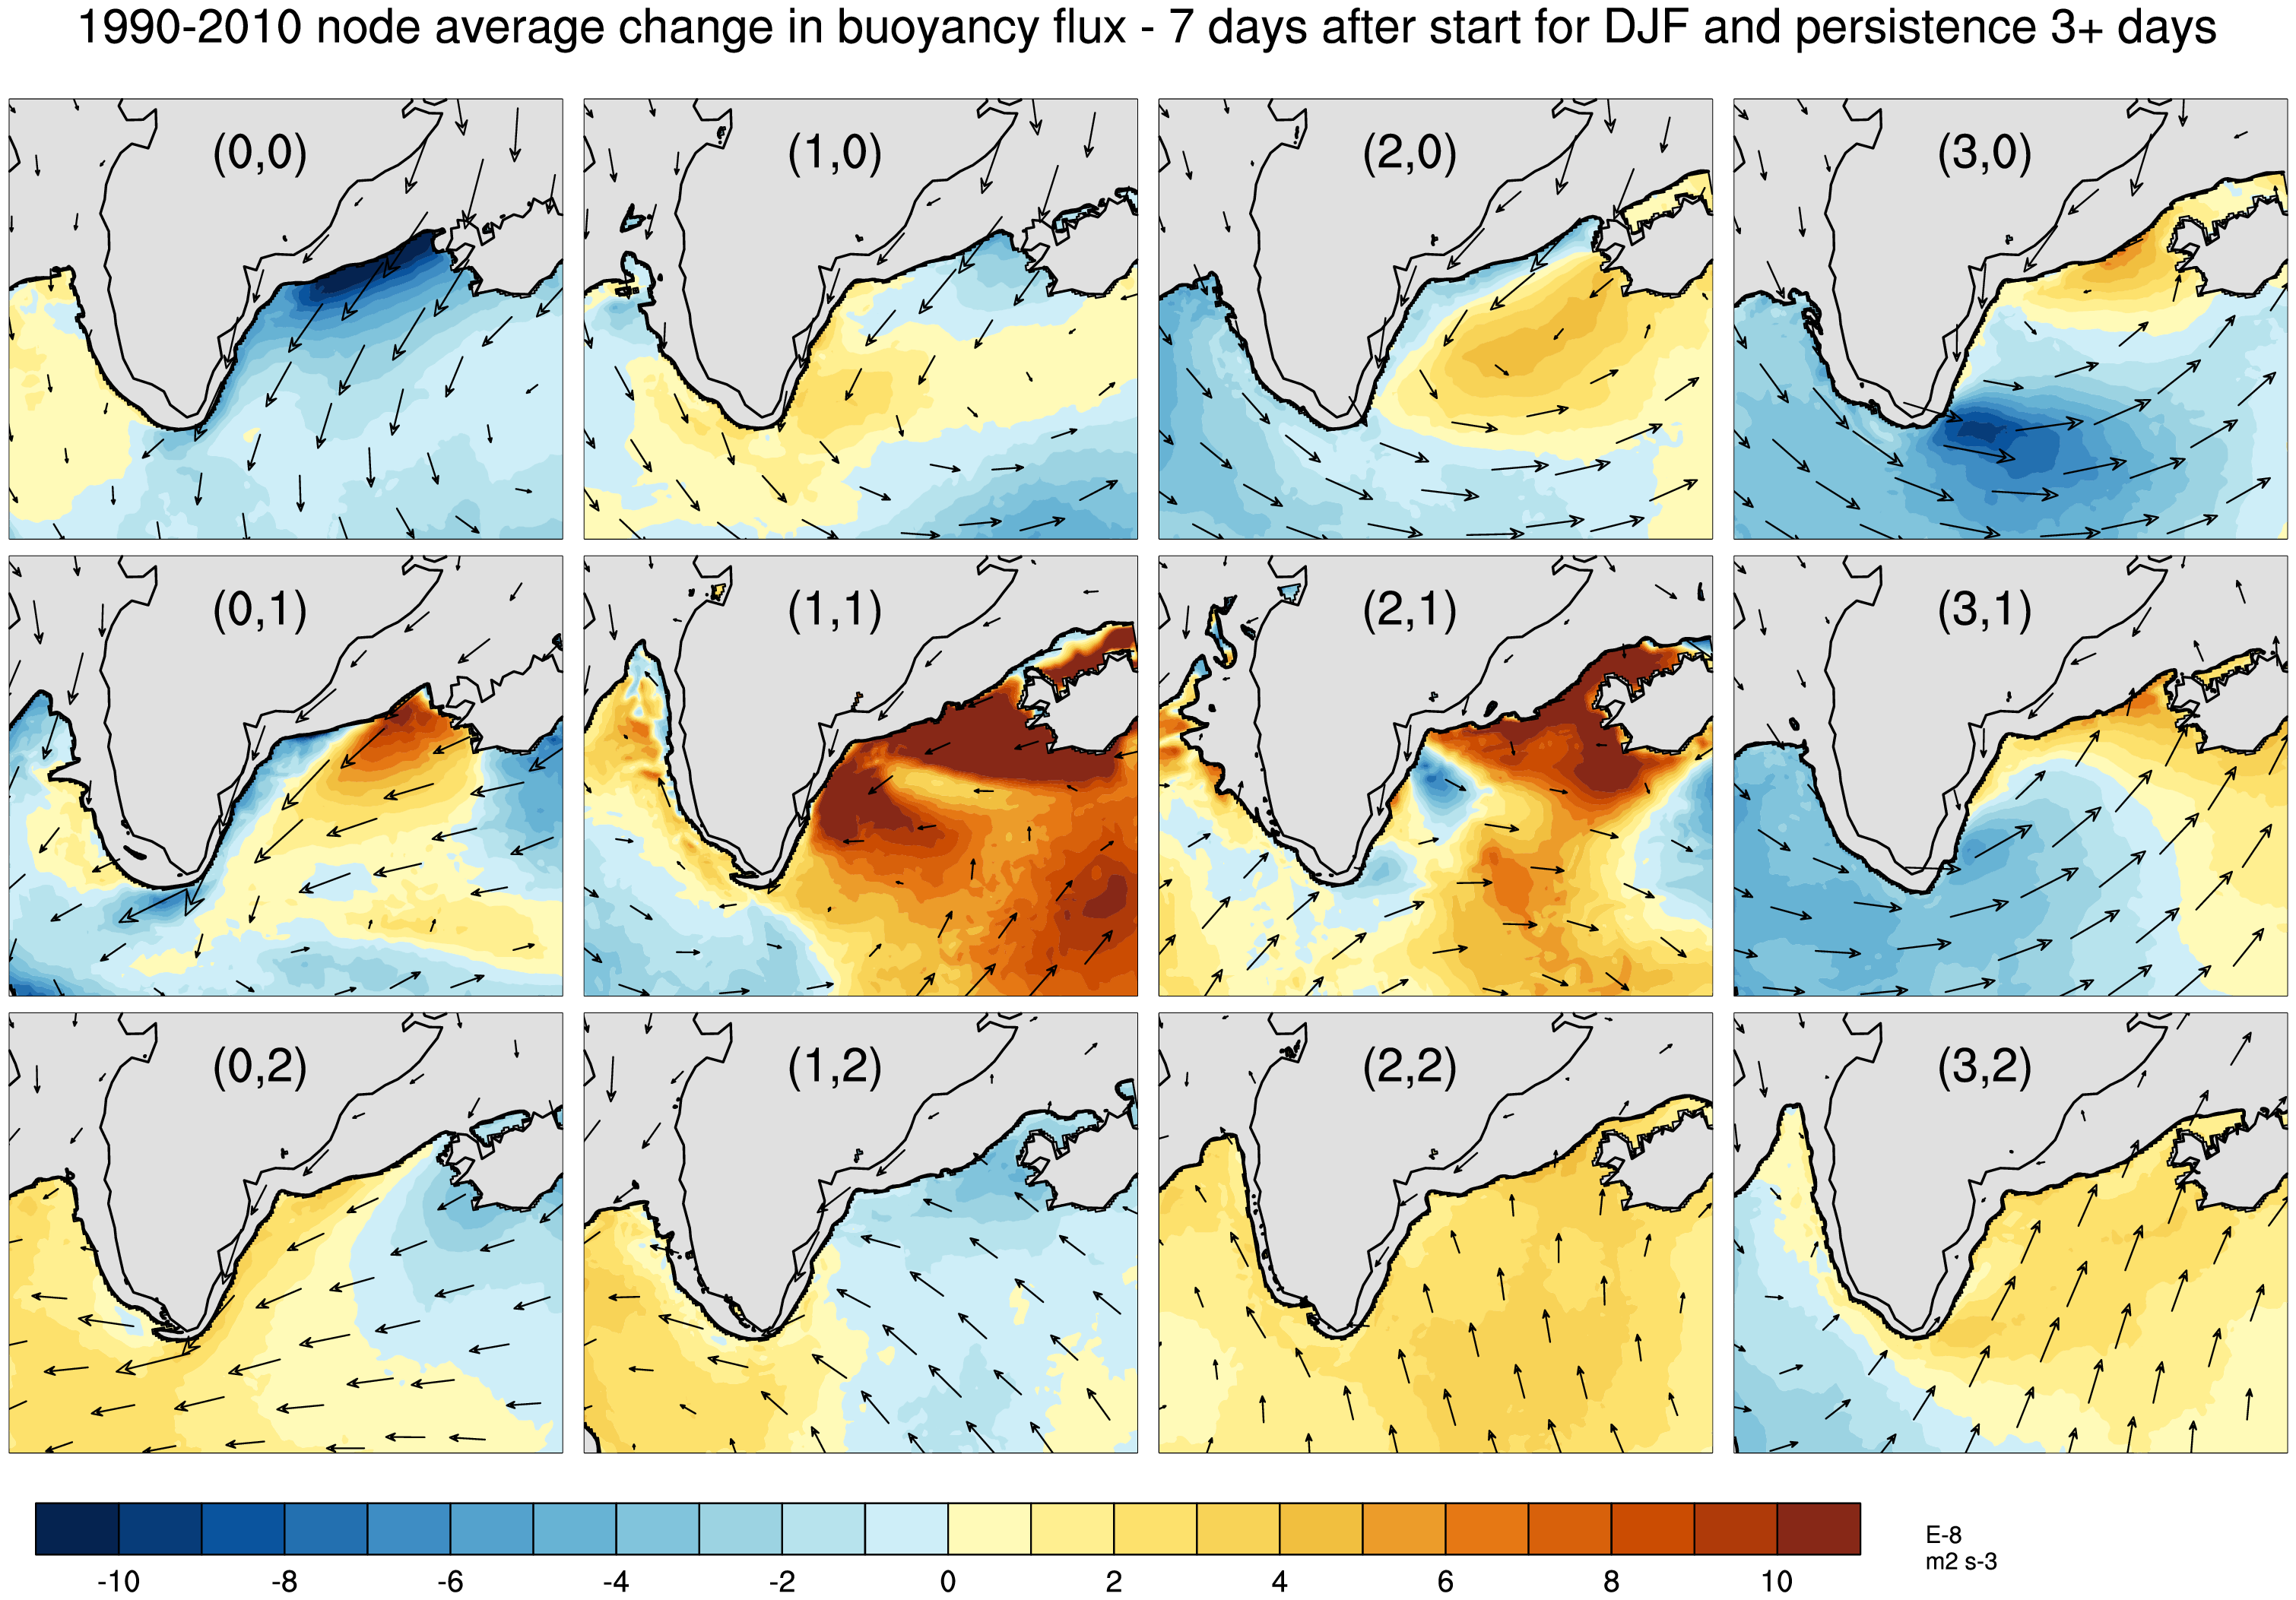 1990-2010 node average change in buoyancy flux - 7 days after start for DJF and persistence 3+ days
(0,0) (1,0) (2,0) (3,0)
(0,1) (1,1) (2,1) (3,1)
(0,2) (1,2) (2,2) (3,2)
-10 -8 -6 -4 -2 0 2 4 6 8 10
E-8
m2 s-3